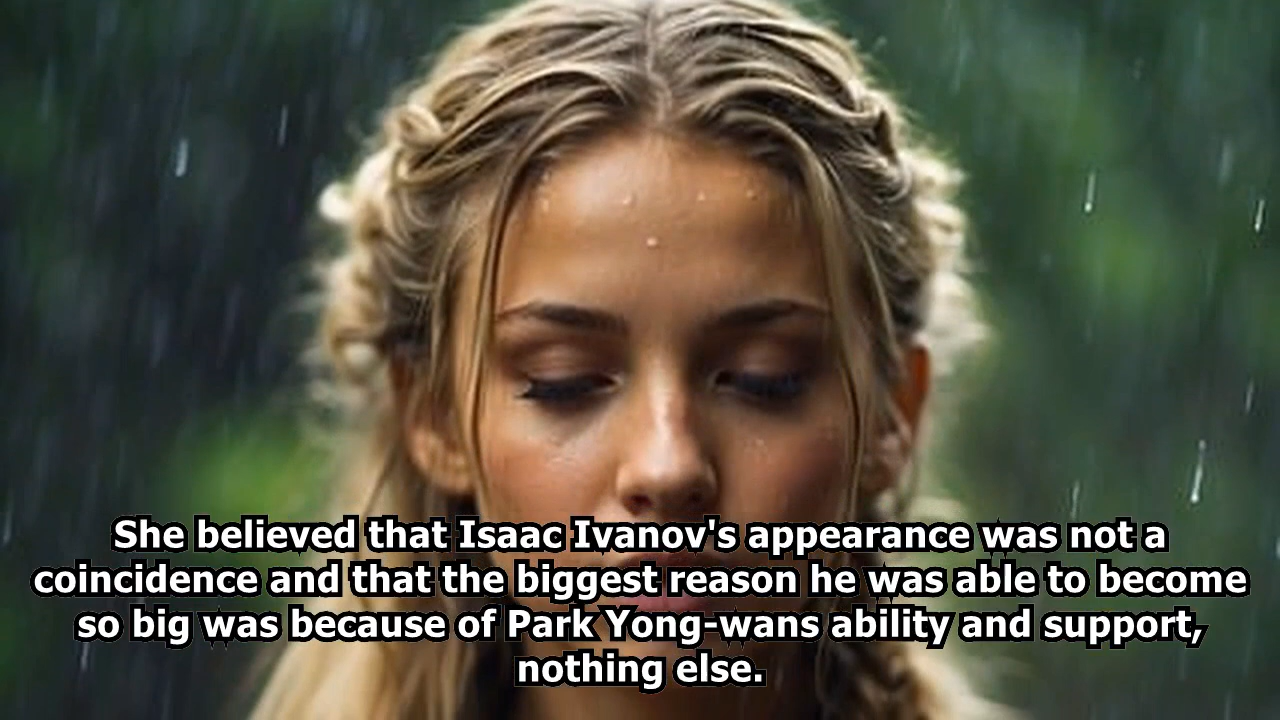 She believed that Isaac Ivanov's appearance was not a
coincidence and that the biggest reason he was able to become
so big was because of Park Yong-wans ability and support,
nothing else.